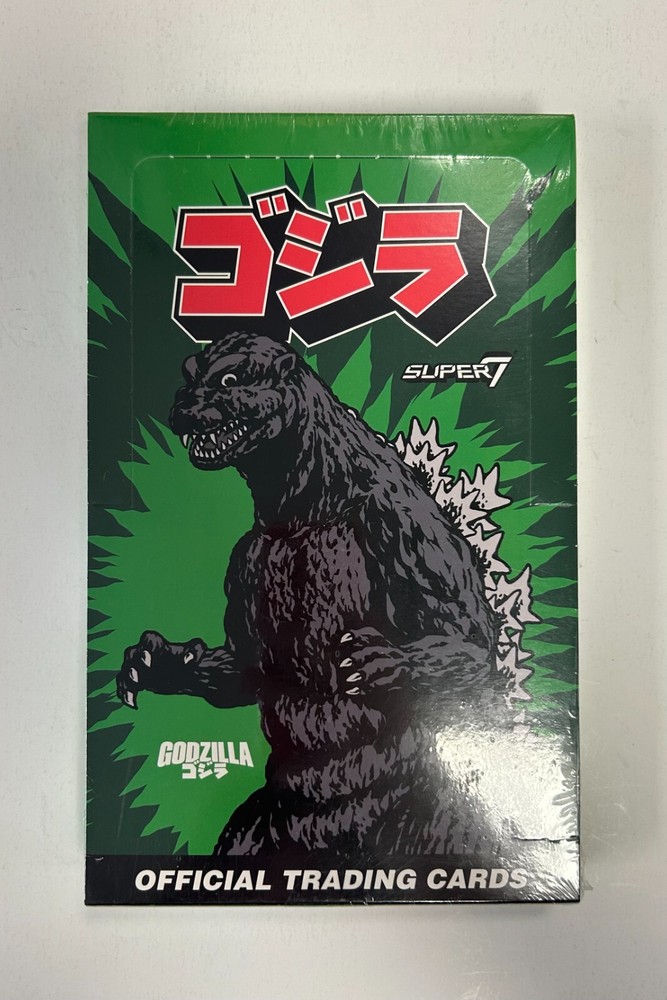 ゴジラ
SUPER7
GODZILLA
ゴジラ
OFFICIAL TRADING CARDS